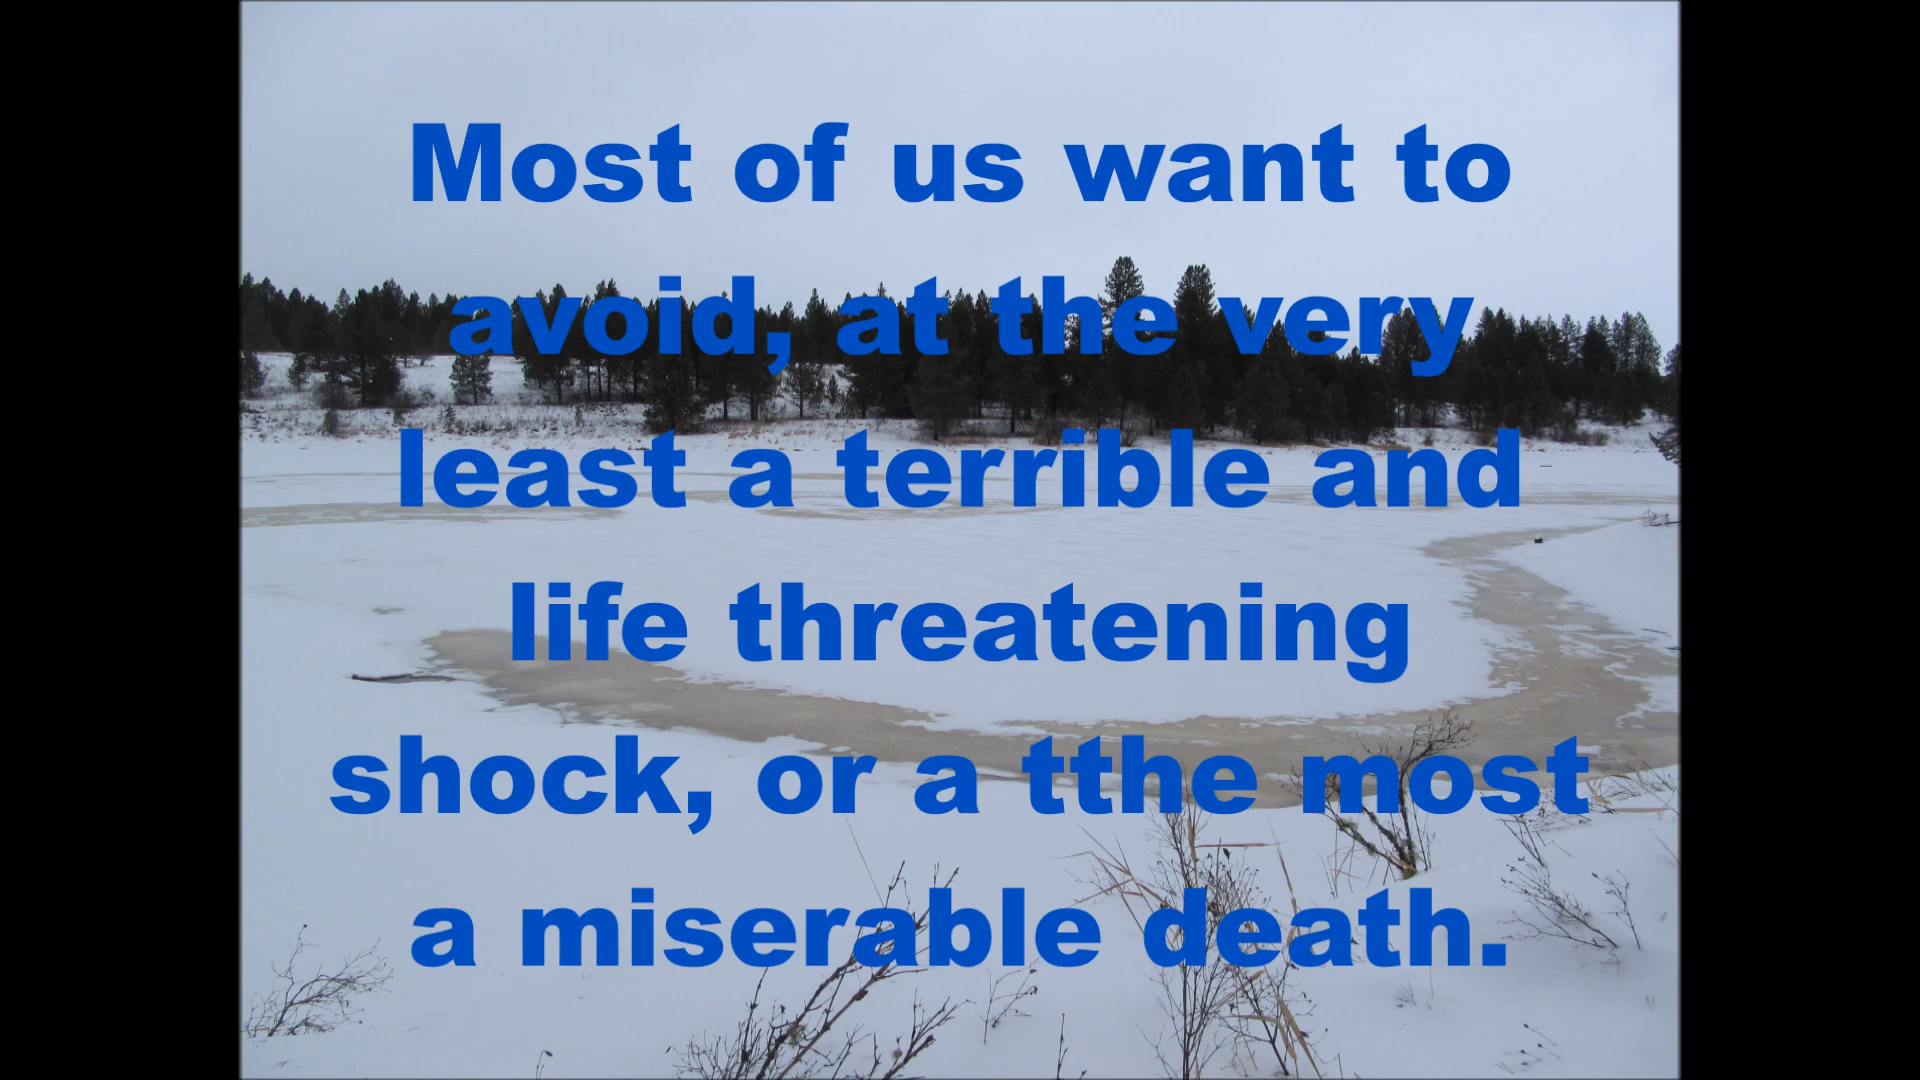 Most of us want to
avoid, at the very
least a terrible and
life threatening
shock, or a tthe most
a miserable death.